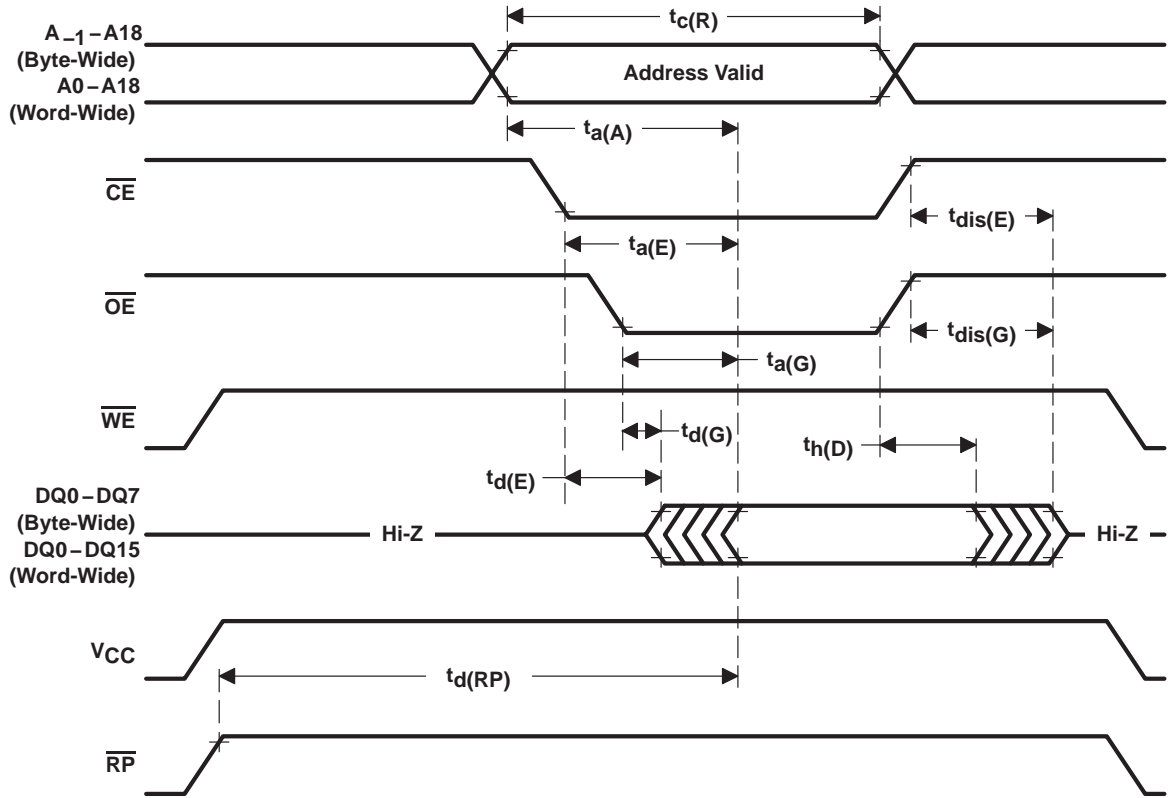 tc(R)
A–1–A18
(Byte-Wide)
A0–A18
(Word-Wide)
Address Valid
ta(A)
CE
tdis(E)
ta(E)
OE
tdis(G)
ta(G)
WE
td(G)
th(D)
td(E)
DQ0–DQ7
(Byte-Wide)
DQ0–DQ15
(Word-Wide)
Hi-Z
Hi-Z
VCC
td(RP)
RP